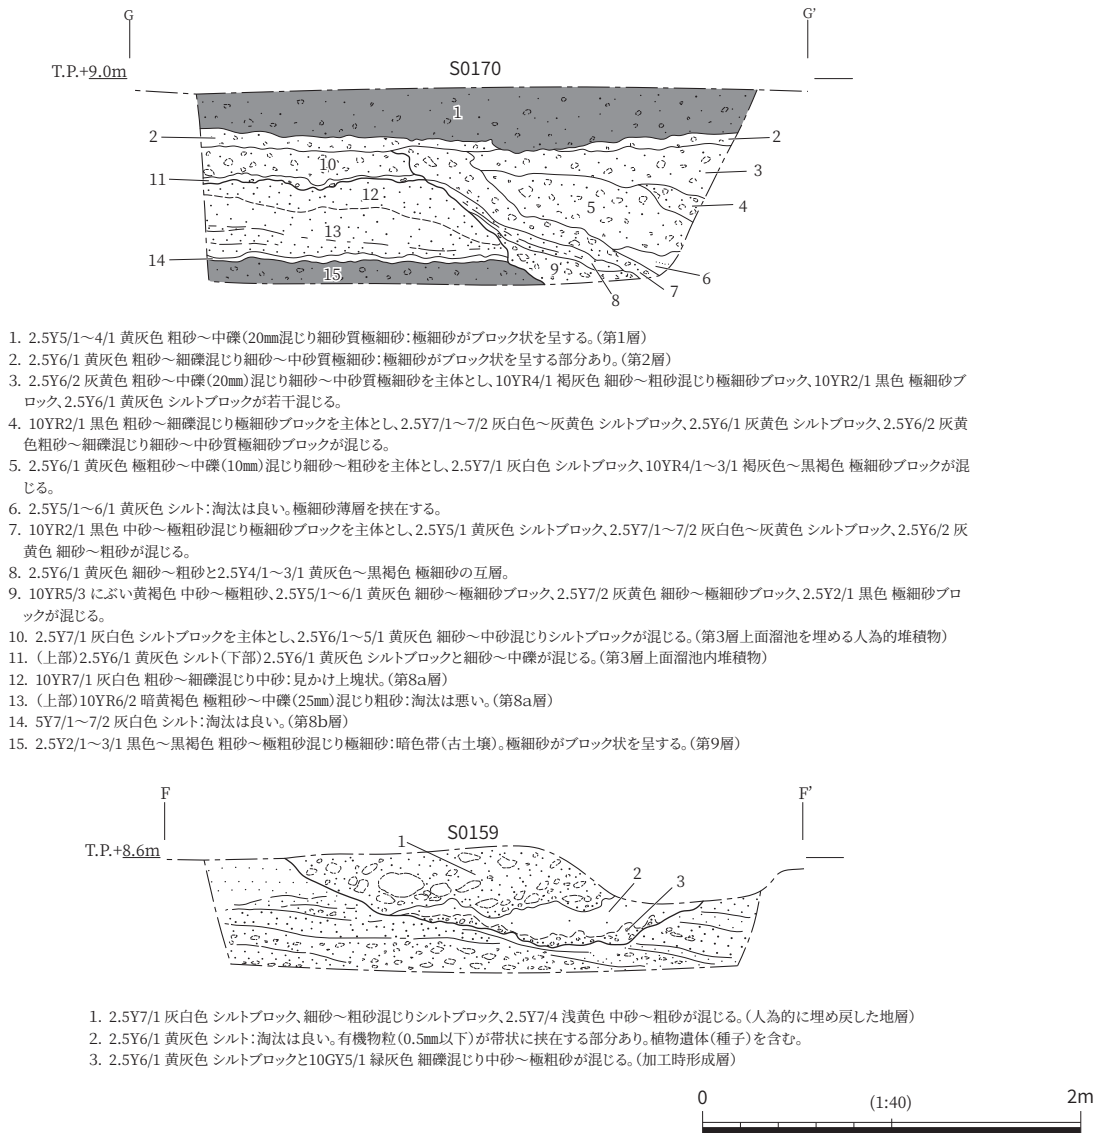 G
G’
T.P.+9.0m
S0170
1
2
2
10
3
11
12
4
5
13
14
15
9
6
7
8
1. 2.5Y5/1～4/1 黄灰色 粗砂～中礫（20㎜混じり細砂質極細砂：極細砂がブロック状を呈する。（第1層）
2. 2.5Y6/1 黄灰色 粗砂～細礫混じり細砂～中砂質極細砂：極細砂がブロック状を呈する部分あり。（第2層）
3. 2.5Y6/2 灰黄色 粗砂～中礫（20㎜）混じり細砂～中砂質極細砂を主体とし、10YR4/1 褐灰色 細砂～粗砂混じり極細砂ブロック、10YR2/1 黒色 極細砂ブ
ロック、2.5Y6/1 黄灰色 シルトブロックが若干混じる。
4. 10YR2/1 黒色 粗砂～細礫混じり極細砂ブロックを主体とし、2.5Y7/1～7/2 灰白色～灰黄色 シルトブロック、2.5Y6/1 灰黄色 シルトブロック、2.5Y6/2 灰黄
色粗砂～細礫混じり細砂～中砂質極細砂ブロックが混じる。
5. 2.5Y6/1 黄灰色 極粗砂～中礫（10㎜）混じり細砂～粗砂を主体とし、2.5Y7/1 灰白色 シルトブロック、10YR4/1～3/1 褐灰色～黒褐色 極細砂ブロックが混
じる。
6. 2.5Y5/1～6/1 黄灰色 シルト：淘汰は良い。極細砂薄層を挟在する。
7. 10YR2/1 黒色 中砂～極粗砂混じり極細砂ブロックを主体とし、2.5Y5/1 黄灰色 シルトブロック、2.5Y7/1～7/2 灰白色～灰黄色 シルトブロック、2.5Y6/2 灰
黄色 細砂～粗砂が混じる。
8. 2.5Y6/1 黄灰色 細砂～粗砂と2.5Y4/1～3/1 黄灰色～黒褐色 極細砂の互層。
9. 10YR5/3 にぶい黄褐色 中砂～極粗砂、2.5Y5/1～6/1 黄灰色 細砂～極細砂ブロック、2.5Y7/2 灰黄色 細砂～極細砂ブロック、2.5Y2/1 黒色 極細砂ブロ
ックが混じる。
10. 2.5Y7/1 灰白色 シルトブロックを主体とし、2.5Y6/1～5/1 黄灰色 細砂～中砂混じりシルトブロックが混じる。（第3層上面溜池を埋める人為的堆積物）
11. （上部）2.5Y6/1 黄灰色 シルト（下部）2.5Y6/1 黄灰色 シルトブロックと細砂～中礫が混じる。（第3層上面溜池内堆積物）
12. 10YR7/1 灰白色 粗砂～細礫混じり中砂：見かけ上塊状。（第8a層）
13. （上部）10YR6/2 暗黄褐色 極粗砂～中礫（25㎜）混じり粗砂：淘汰は悪い。（第8a層）
14. 5Y7/1～7/2 灰白色 シルト：淘汰は良い。（第8b層）
15. 2.5Y2/1～3/1 黒色～黒褐色 粗砂～極粗砂混じり極細砂：暗色帯（古土壌）。極細砂がブロック状を呈する。（第9層）
F
F’
T.P.+8.6m
S0159
1
2
3
1. 2.5Y7/1 灰白色 シルトブロック、細砂～粗砂混じりシルトブロック、2.5Y7/4 浅黄色 中砂～粗砂が混じる。（人為的に埋め戻した地層）
2. 2.5Y6/1 黄灰色 シルト：淘汰は良い。有機物粒（0.5㎜以下）が帯状に挟在する部分あり。植物遺体（種子）を含む。
3. 2.5Y6/1 黄灰色 シルトブロックと10GY5/1 緑灰色 細礫混じり中砂～極粗砂が混じる。（加工時形成層）
0
(1:40)
2m